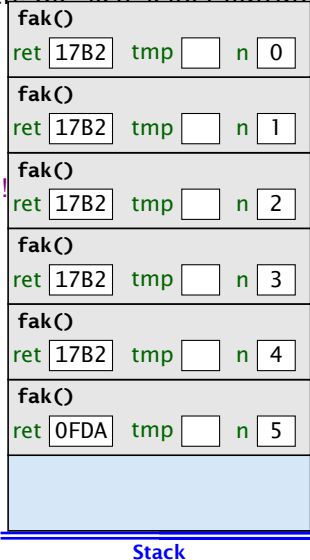 fak()
ret 17B2 tmp n 0
fak()
ret 17B2 tmp n 1
fak()
! ret 17B2 tmp n 2
fak()
ret 17B2 tmp n 3
fak()
ret 17B2 tmp n 4
fak()
ret 0FDA tmp n 5
Stack